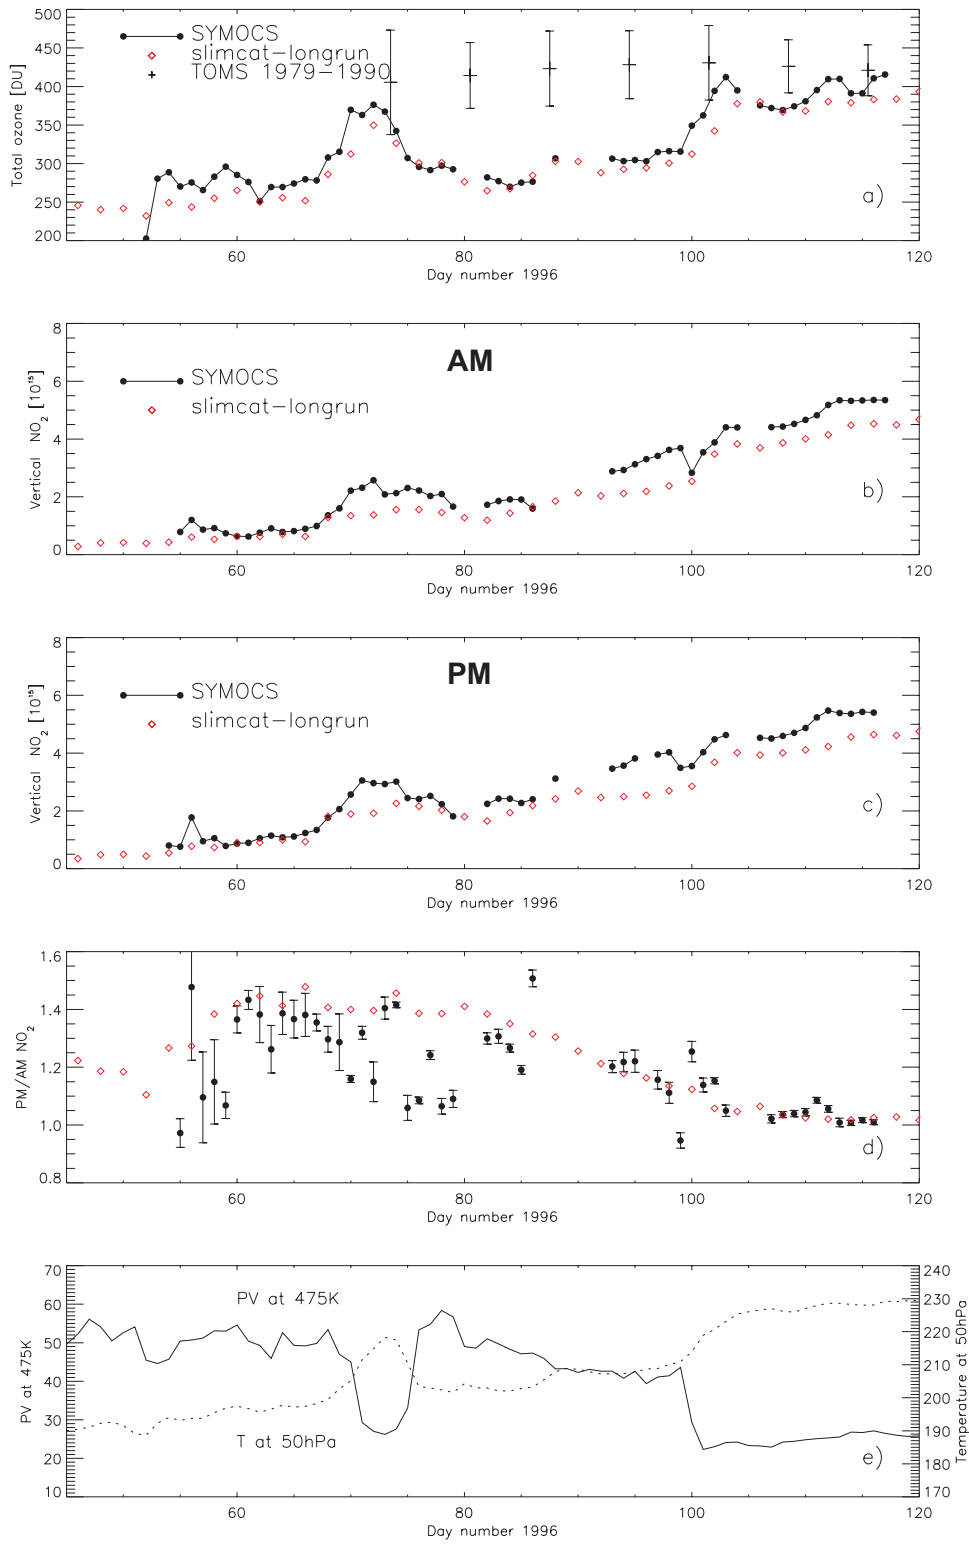 500
450
400
350
300
250
200
Total ozone [DU]
SYMOCS
slimcat-longrun
TOMS 1979-1990
a)
60
80
100
120
Day number 1996
8
6
4
2
0
Vertical NO₂ [10¹⁵]
AM
SYMOCS
slimcat-longrun
b)
60
80
100
120
Day number 1996
8
6
4
2
0
Vertical NO₂ [10¹⁵]
PM
SYMOCS
slimcat-longrun
c)
60
80
100
120
Day number 1996
1.6
1.4
1.2
1.0
0.8
PM/AM NO₂
d)
60
80
100
120
Day number 1996
70
60
50
40
30
20
10
PV at 475K
PV at 475K
T at 50hPa
e)
240
230
220
210
200
190
180
170
Temperature at 50hPa
60
80
100
120
Day number 1996